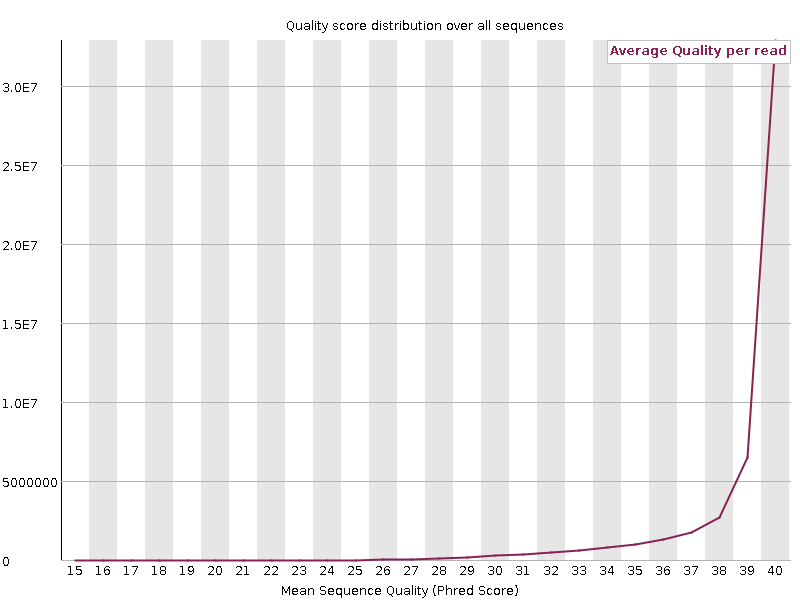 Quality score distribution over all sequences
Average Quality per read
3.0E7
2.5E7
2.0E7
1.5E7
1.0E7
5000000
0
15 16 17 18 19 20 21 22 23 24 25 26 27 28 29 30 31 32 33 34 35 36 37 38 39 40
Mean Sequence Quality (Phred Score)